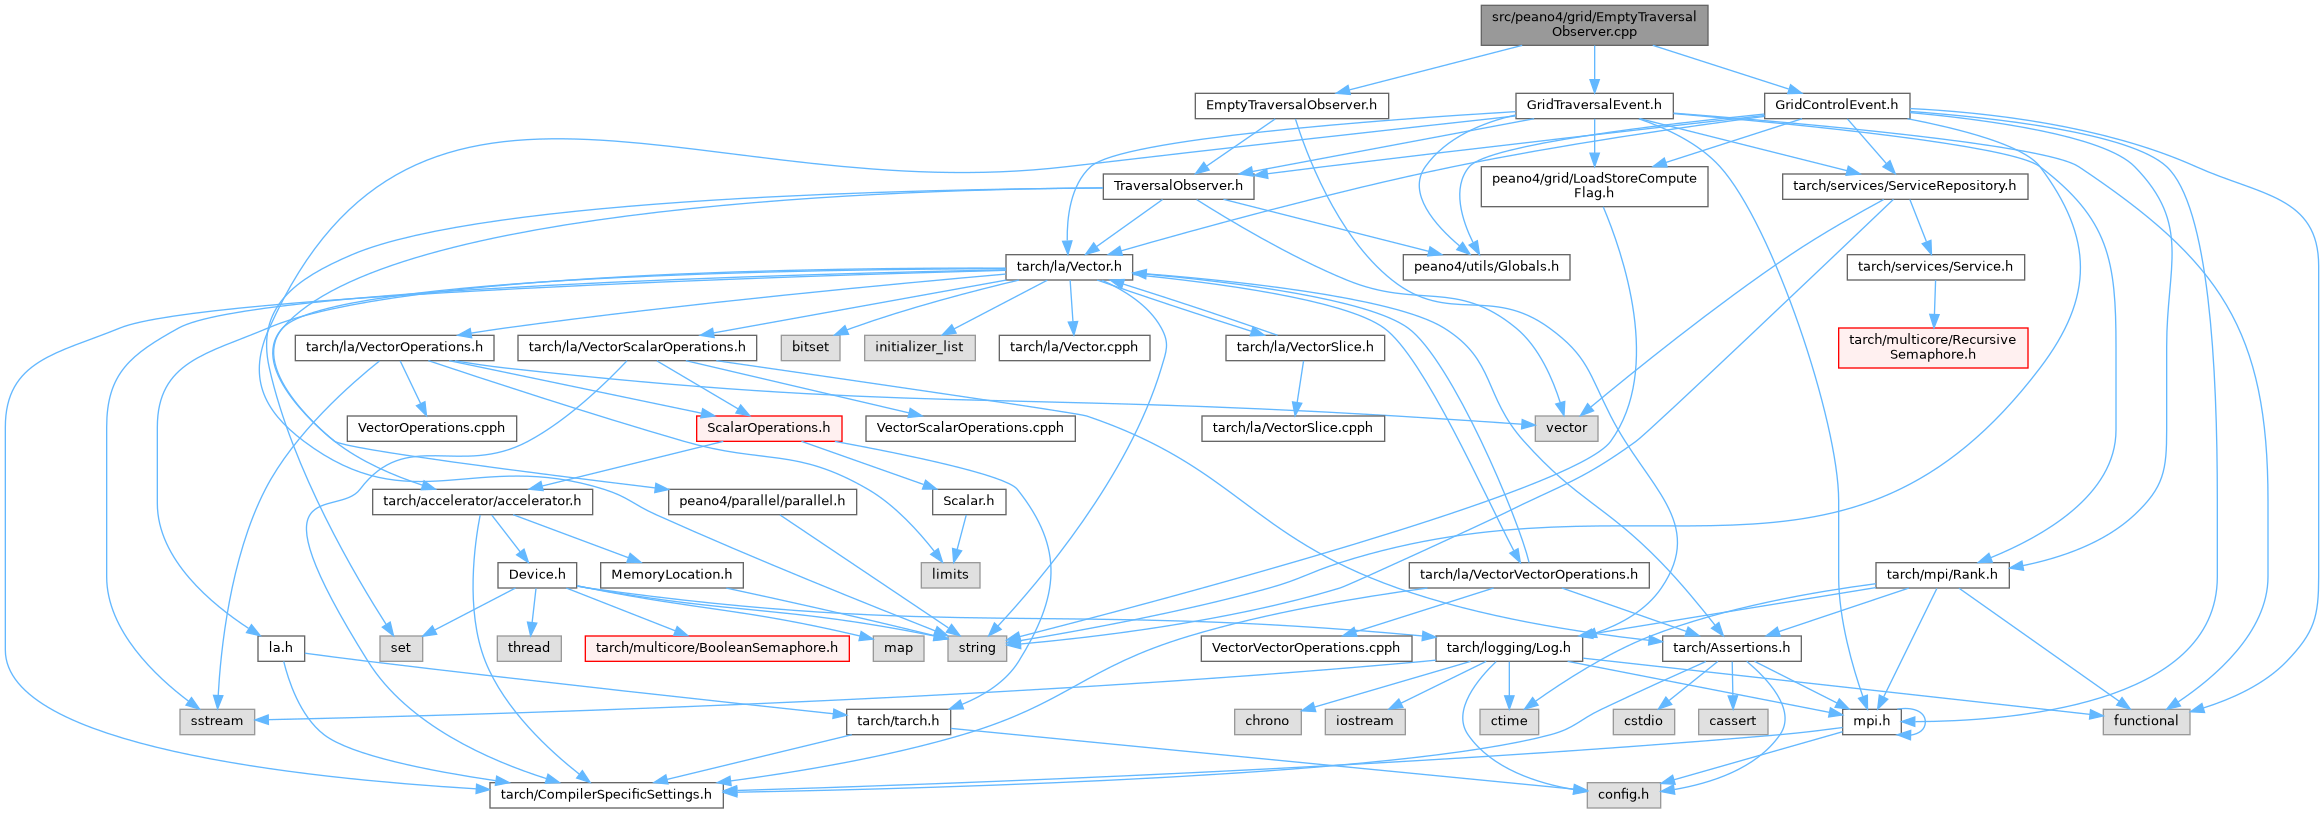 src/peano4/grid/EmptyTraversal
Observer.cpp
EmptyTraversalObserver.h
GridTraversalEvent.h
GridControlEvent.h
TraversalObserver.h
peano4/grid/LoadStoreCompute
Flag.h
tarch/services/ServiceRepository.h
tarch/la/Vector.h
peano4/utils/Globals.h
tarch/services/Service.h
tarch/la/VectorOperations.h
tarch/la/VectorScalarOperations.h
bitset
initializer_list
tarch/la/Vector.cpph
tarch/la/VectorSlice.h
tarch/multicore/Recursive
Semaphore.h
VectorOperations.cpph
ScalarOperations.h
VectorScalarOperations.cpph
tarch/la/VectorSlice.cpph
vector
tarch/accelerator/accelerator.h
peano4/parallel/parallel.h
Scalar.h
Device.h
MemoryLocation.h
limits
tarch/la/VectorVectorOperations.h
tarch/mpi/Rank.h
la.h
set
thread
tarch/multicore/BooleanSemaphore.h
map
string
VectorVectorOperations.cpph
tarch/logging/Log.h
tarch/Assertions.h
sstream
tarch/tarch.h
chrono
iostream
ctime
cstdio
cassert
mpi.h
functional
tarch/CompilerSpecificSettings.h
config.h